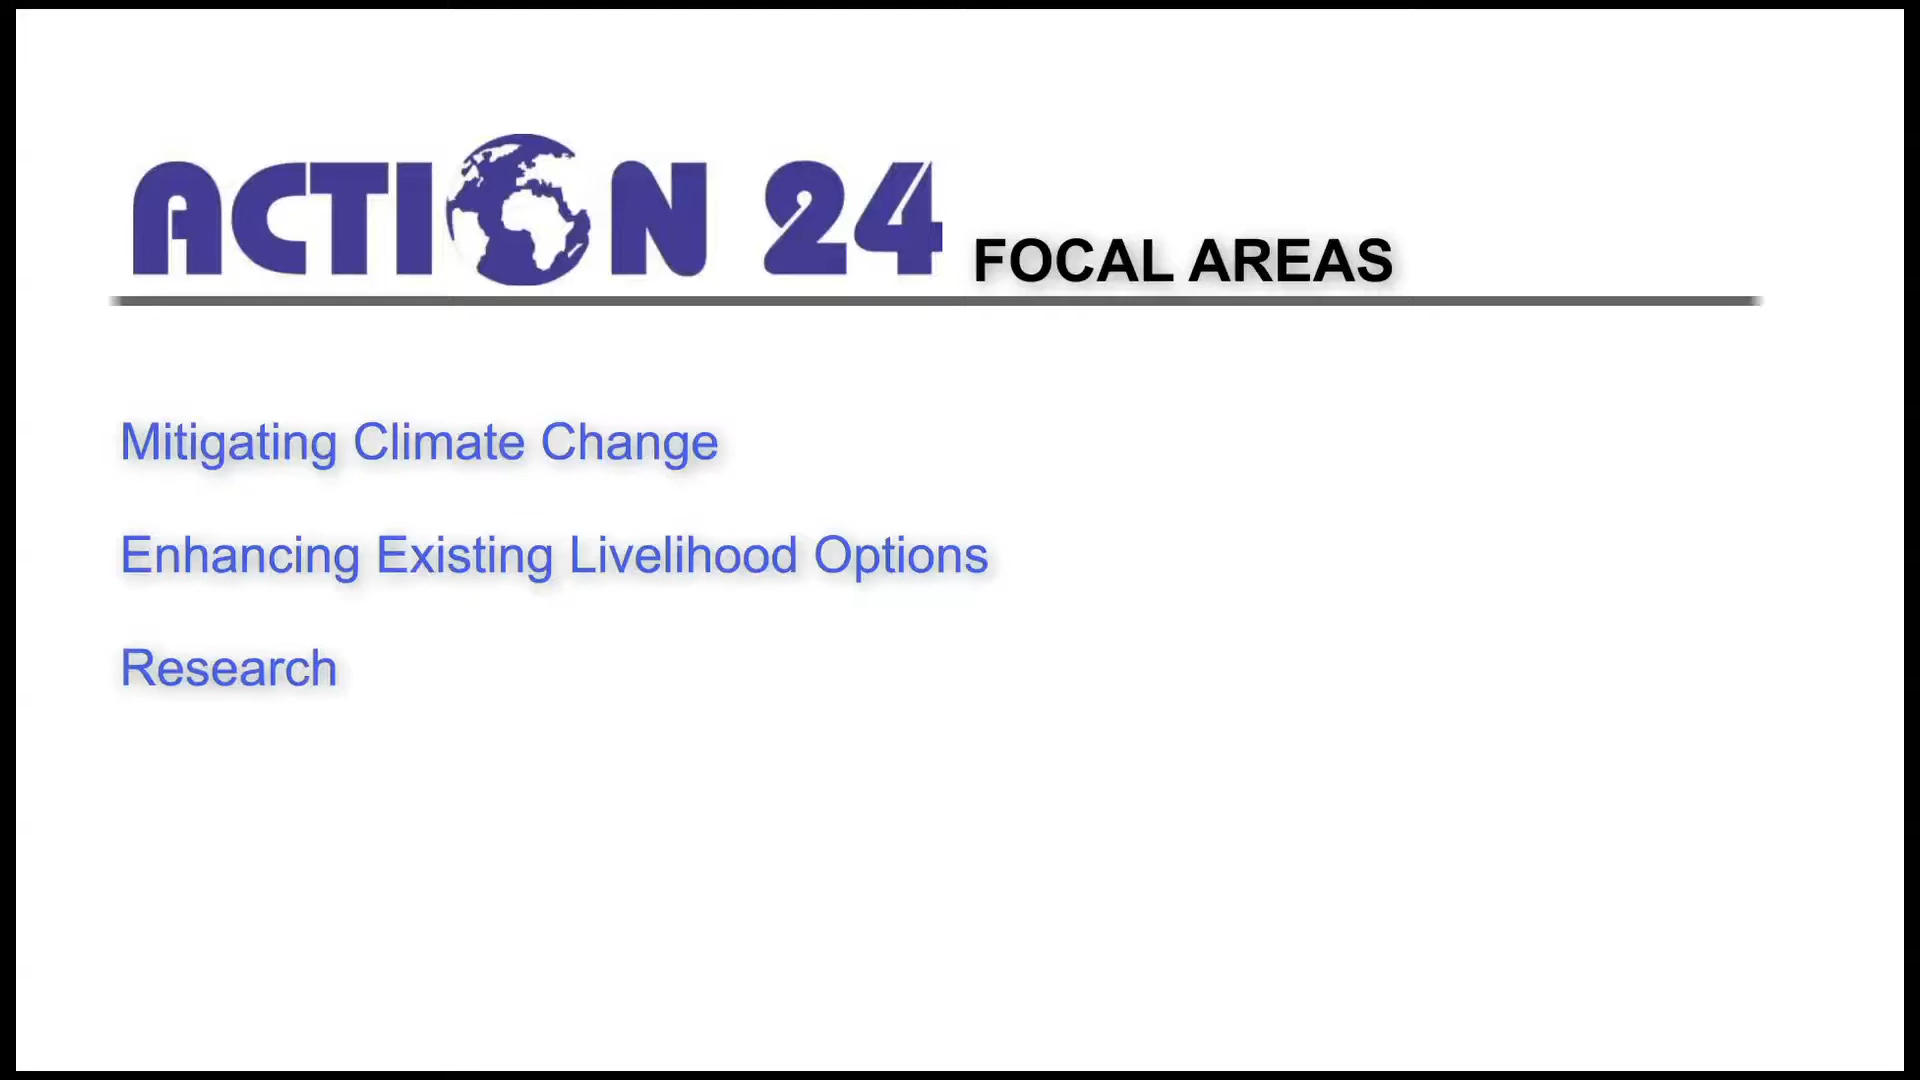 ACTION 24 FOCAL AREAS
Mitigating Climate Change
Enhancing Existing Livelihood Options
Research